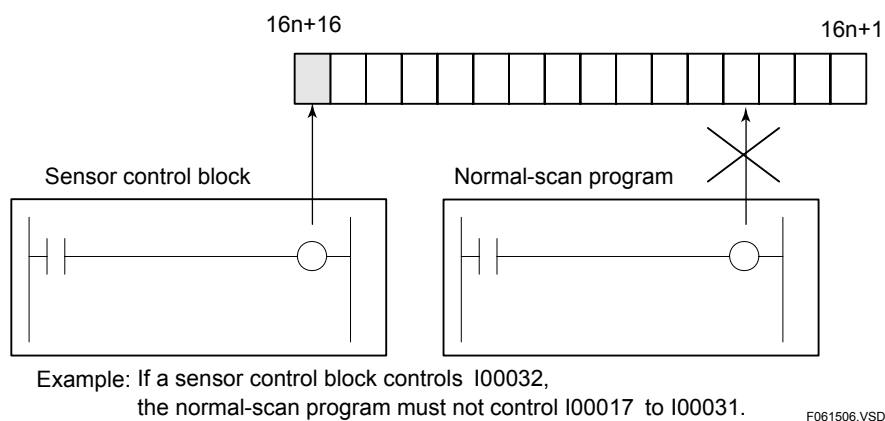 16n+16
16n+1
Sensor control block
Normal-scan program
Example: If a sensor control block controls I00032,
the normal-scan program must not control I00017 to I00031.
F061506.VSD